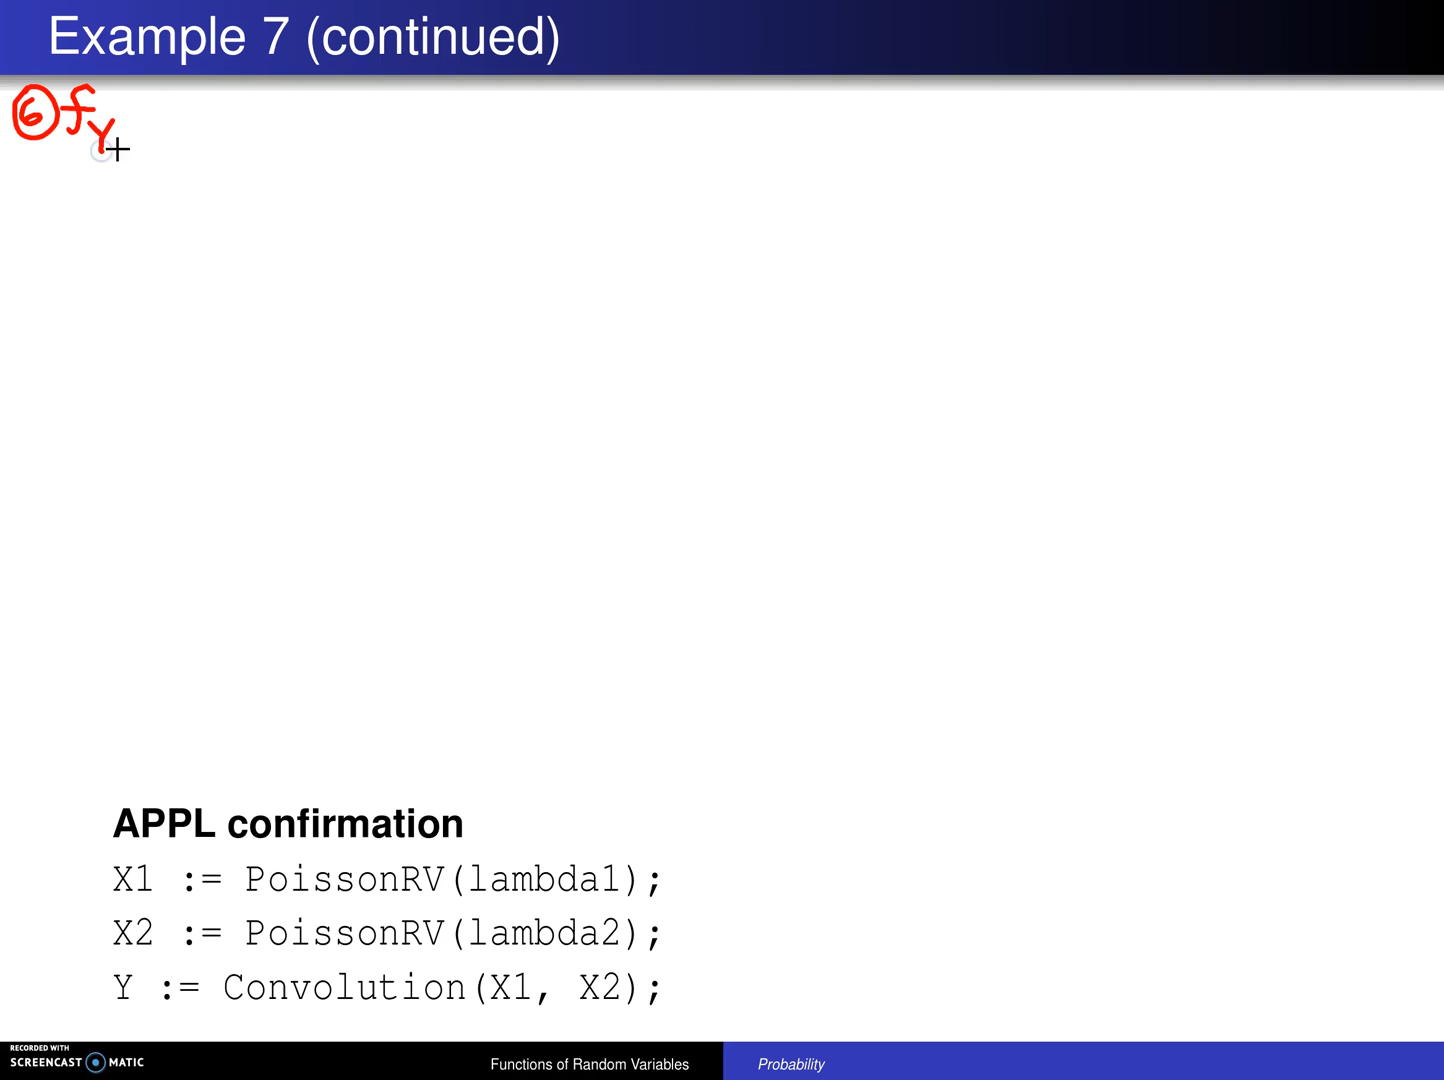 Example 7 (continued)
⑥ f_Y
APPL confirmation
X1 := PoissonRV(lambda1);
X2 := PoissonRV(lambda2);
Y := Convolution(X1, X2);
RECORDED WITH
SCREENCAST MATIC
Functions of Random Variables
Probability